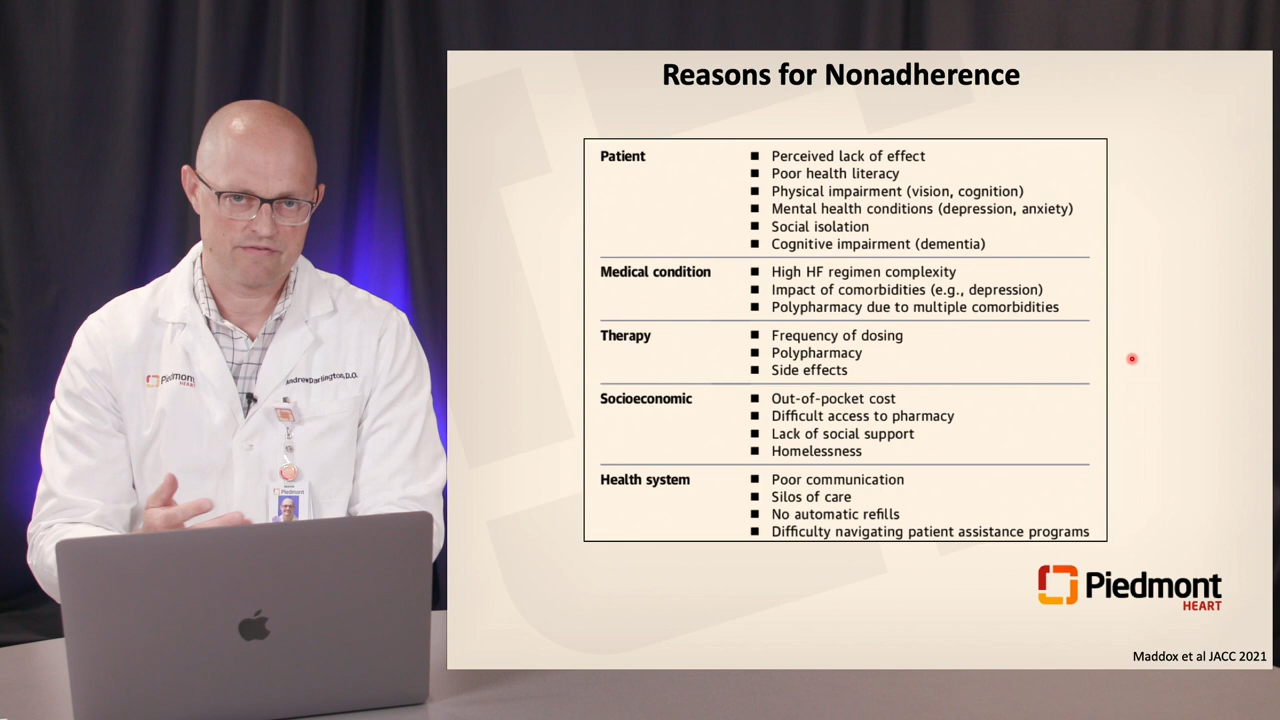 Reasons for Nonadherence
Patient
■ Perceived lack of effect
■ Poor health literacy
■ Physical impairment (vision, cognition)
■ Mental health conditions (depression, anxiety)
■ Social isolation
■ Cognitive impairment (dementia)
Medical condition
■ High HF regimen complexity
■ Impact of comorbidities (e.g., depression)
■ Polypharmacy due to multiple comorbidities
Therapy
■ Frequency of dosing
■ Polypharmacy
■ Side effects
Socioeconomic
■ Out-of-pocket cost
■ Difficult access to pharmacy
■ Lack of social support
■ Homelessness
Health system
■ Poor communication
■ Silos of care
■ No automatic refills
■ Difficulty navigating patient assistance programs
Piedmont
HEART
Maddox et al JACC 2021
Piedmont
HEART
Andrew Darlington, D.O.
Piedmont